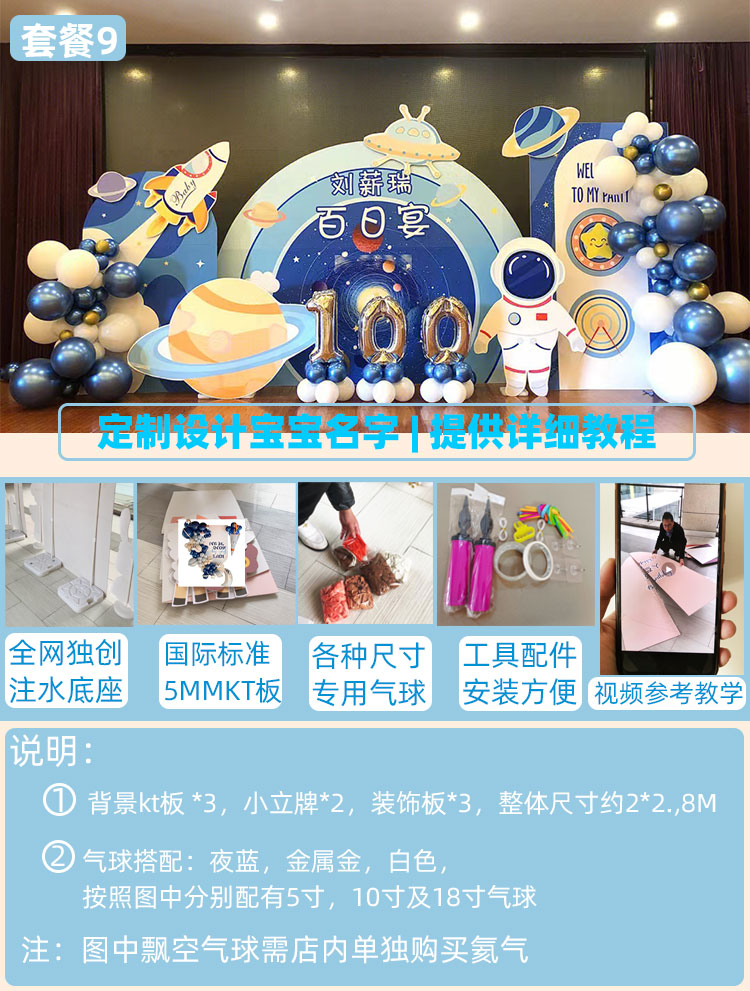 套餐9
刘薪瑞
百日宴
Baby
WEL
TO MY PARTY
100
定制设计宝宝名字 | 提供详细教程
全网独创
注水底座
国际标准
5MMKT板
各种尺寸
专用气球
工具配件
安装方便
视频参考教学
说明：
① 背景kt板 *3，小立牌*2，装饰板*3，整体尺寸约2*2.,8M
② 气球搭配：夜蓝，金属金，白色，
按照图中分别配有5寸，10寸及18寸气球
注：图中飘空气球需店内单独购买氦气